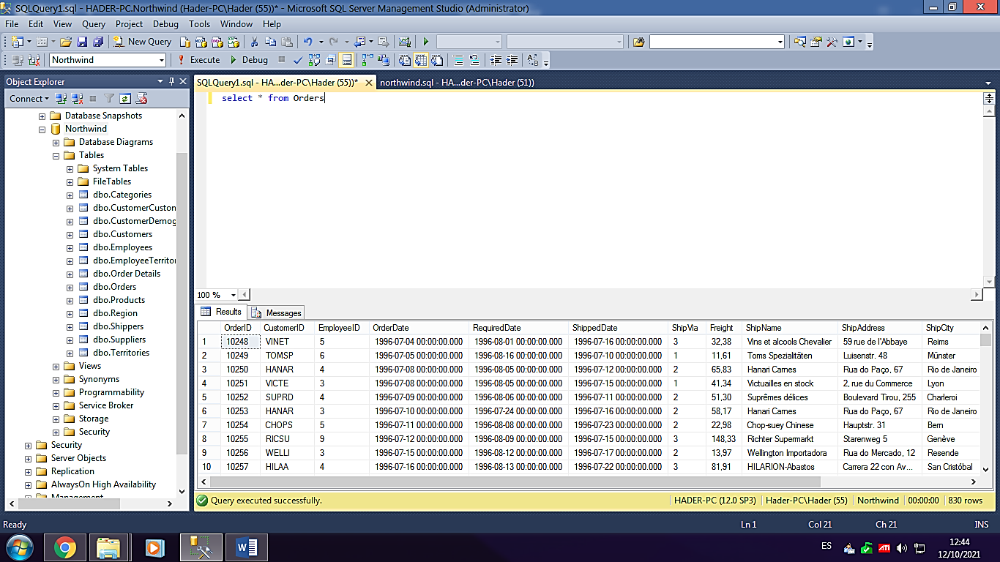 SQLQuery1.sql - HADER-PC.Northwind (Hader-PC\Hader (55))* - Microsoft SQL Server Management Studio (Administrator)
File Edit View Query Project Debug Tools Window Help
New Query
Northwind Execute Debug
Object Explorer
SQLQuery1.sql - HA...der-PC\Hader (55))* northwind.sql - HA...der-PC\Hader (51))
Connect
select * from Orders
Database Snapshots
Northwind
Database Diagrams
Tables
System Tables
FileTables
dbo.Categories
dbo.CustomerCuston
dbo.CustomerDemog
dbo.Customers
dbo.Employees
dbo.EmployeeTerrito
dbo.Order Details
dbo.Orders
dbo.Products
dbo.Region
dbo.Shippers
dbo.Suppliers
dbo.Territories
Views
Synonyms
Programmability
Service Broker
Storage
Security
Security
Server Objects
Replication
AlwaysOn High Availability
Management
100 %
Results Messages
OrderID CustomerID EmployeeID OrderDate RequiredDate ShippedDate ShipVia Freight ShipName ShipAddress ShipCity
1 10248 VINET 5 1996-07-04 00:00:00.000 1996-08-01 00:00:00.000 1996-07-16 00:00:00.000 3 32,38 Vins et alcools Chevalier 59 rue de l'Abbaye Reims
2 10249 TOMSP 6 1996-07-05 00:00:00.000 1996-08-16 00:00:00.000 1996-07-10 00:00:00.000 1 11,61 Toms Spezialitäten Luisenstr. 48 Münster
3 10250 HANAR 4 1996-07-08 00:00:00.000 1996-08-05 00:00:00.000 1996-07-12 00:00:00.000 2 65,83 Hanari Carnes Rua do Paço, 67 Rio de Janeiro
4 10251 VICTE 3 1996-07-08 00:00:00.000 1996-08-05 00:00:00.000 1996-07-15 00:00:00.000 1 41,34 Victuailles en stock 2, rue du Commerce Lyon
5 10252 SUPRD 4 1996-07-09 00:00:00.000 1996-08-06 00:00:00.000 1996-07-11 00:00:00.000 2 51,30 Suprêmes délices Boulevard Tirou, 255 Charleroi
6 10253 HANAR 3 1996-07-10 00:00:00.000 1996-07-24 00:00:00.000 1996-07-16 00:00:00.000 2 58,17 Hanari Carnes Rua do Paço, 67 Rio de Janeiro
7 10254 CHOPS 5 1996-07-11 00:00:00.000 1996-08-08 00:00:00.000 1996-07-23 00:00:00.000 2 22,98 Chop-suey Chinese Hauptstr. 31 Bern
8 10255 RICSU 9 1996-07-12 00:00:00.000 1996-08-09 00:00:00.000 1996-07-15 00:00:00.000 3 148,33 Richter Supermarkt Starenweg 5 Genève
9 10256 WELLI 3 1996-07-15 00:00:00.000 1996-08-12 00:00:00.000 1996-07-17 00:00:00.000 2 13,97 Wellington Importadora Rua do Mercado, 12 Resende
10 10257 HILAA 4 1996-07-16 00:00:00.000 1996-08-13 00:00:00.000 1996-07-22 00:00:00.000 3 81,91 HILARION-Abastos Carrera 22 con Av... San Cristóbal
Query executed successfully. HADER-PC (12.0 SP3) Hader-PC\Hader (55) Northwind 00:00:00 830 rows
Ready Ln 1 Col 21 Ch 21 INS
ES ATI 12:44
12/10/2021